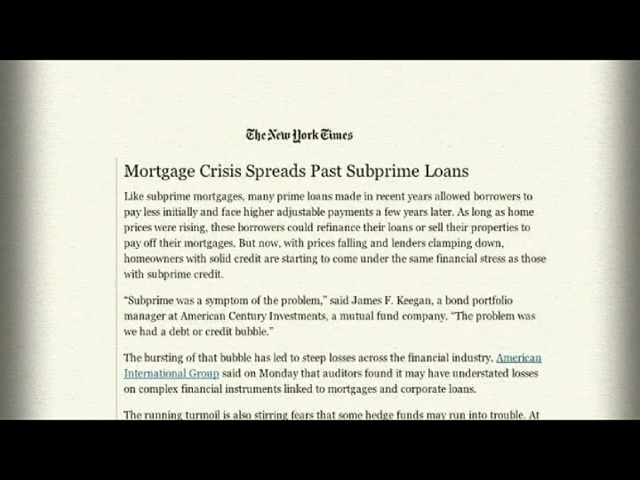 The New York Times
Mortgage Crisis Spreads Past Subprime Loans
Like subprime mortgages, many prime loans made in recent years allowed borrowers to
pay less initially and face higher adjustable payments a few years later. As long as home
prices were rising, these borrowers could refinance their loans or sell their properties to
pay off their mortgages. But now, with prices falling and lenders clamping down,
homeowners with solid credit are starting to come under the same financial stress as those
with subprime credit.
“Subprime was a symptom of the problem,” said James F. Keegan, a bond portfolio
manager at American Century Investments, a mutual fund company. “The problem was
we had a debt or credit bubble.”
The bursting of that bubble has led to steep losses across the financial industry. American
International Group said on Monday that auditors found it may have understated losses
on complex financial instruments linked to mortgages and corporate loans.
The running turmoil is also stirring fears that some hedge funds may run into trouble. At